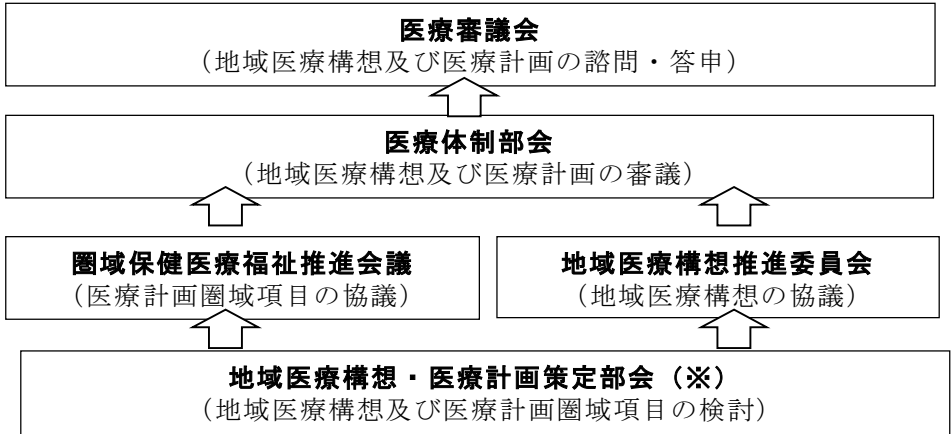 医療審議会
（地域医療構想及び医療計画の諮問・答申）
医療体制部会
（地域医療構想及び医療計画の審議）
圏域保健医療福祉推進会議
（医療計画圏域項目の協議）
地域医療構想推進委員会
（地域医療構想の協議）
地域医療構想・医療計画策定部会（※）
（地域医療構想及び医療計画圏域項目の検討）